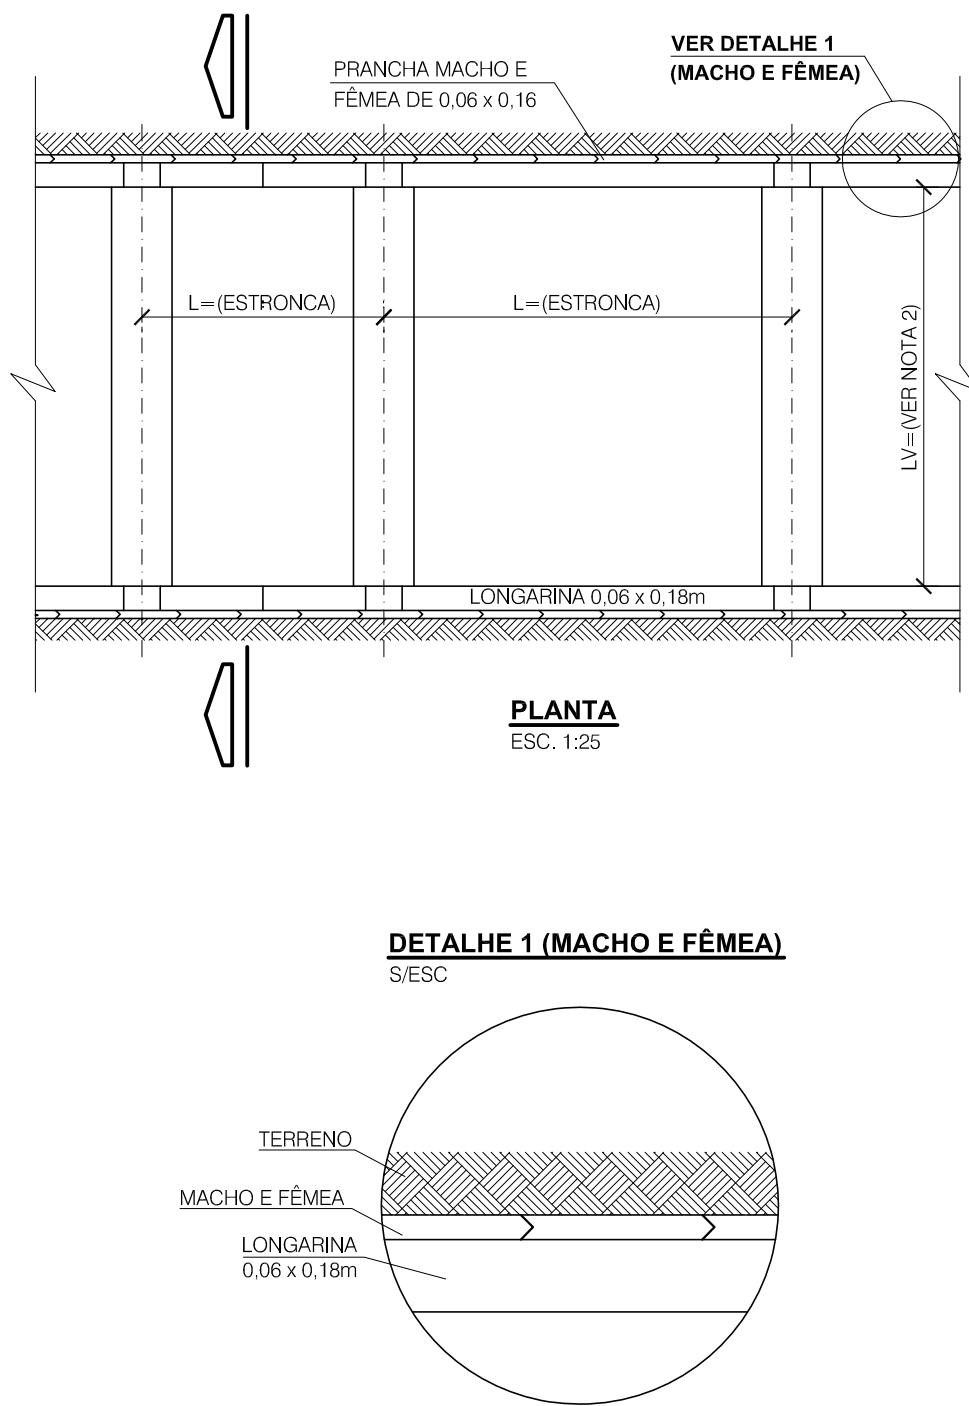 VER DETALHE 1
(MACHO E FÊMEA)
PRANCHA MACHO E
FÊMEA DE 0,06 x 0,16
L=(ESTRONCA)
L=(ESTRONCA)
LV=(VER NOTA 2)
LONGARINA 0,06 x 0,18m
PLANTA
ESC. 1:25
DETALHE 1 (MACHO E FÊMEA)
S/ESC
TERRENO
MACHO E FÊMEA
LONGARINA
0,06 x 0,18m